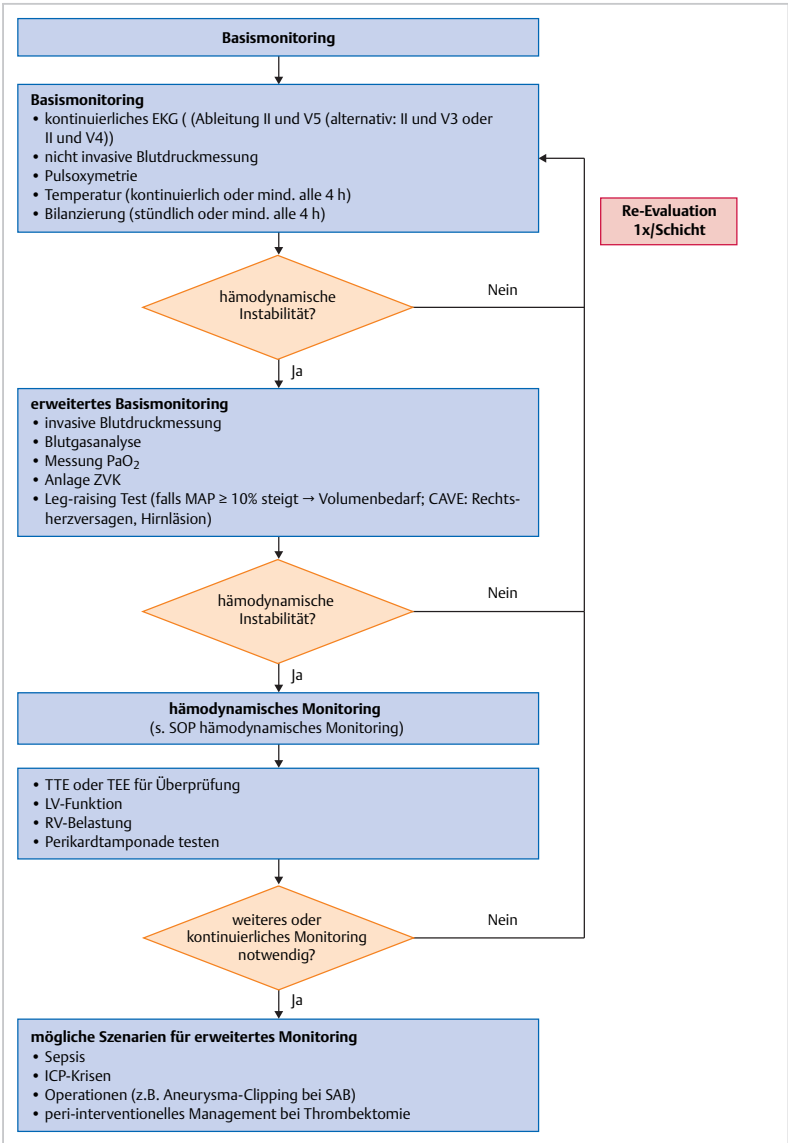 Basismonitoring
Basismonitoring
• kontinuierliches EKG ( (Ableitung II und V5 (alternativ: II und V3 oder
II und V4))
• nicht invasive Blutdruckmessung
• Pulsoxymetrie
• Temperatur (kontinuierlich oder mind. alle 4 h)
• Bilanzierung (stündlich oder mind. alle 4 h)
Re-Evaluation
1x/Schicht
hämodynamische
Instabilität?
Nein
Ja
erweitertes Basismonitoring
• invasive Blutdruckmessung
• Blutgasanalyse
• Messung PaO2
• Anlage ZVK
• Leg-raising Test (falls MAP ≥ 10% steigt → Volumenbedarf; CAVE: Rechts-
herzversagen, Hirnläsion)
hämodynamische
Instabilität?
Nein
Ja
hämodynamisches Monitoring
(s. SOP hämodynamisches Monitoring)
• TTE oder TEE für Überprüfung
• LV-Funktion
• RV-Belastung
• Perikardtamponade testen
weiteres oder
kontinuierliches Monitoring
notwendig?
Nein
Ja
mögliche Szenarien für erweitertes Monitoring
• Sepsis
• ICP-Krisen
• Operationen (z.B. Aneurysma-Clipping bei SAB)
• peri-interventionelles Management bei Thrombektomie